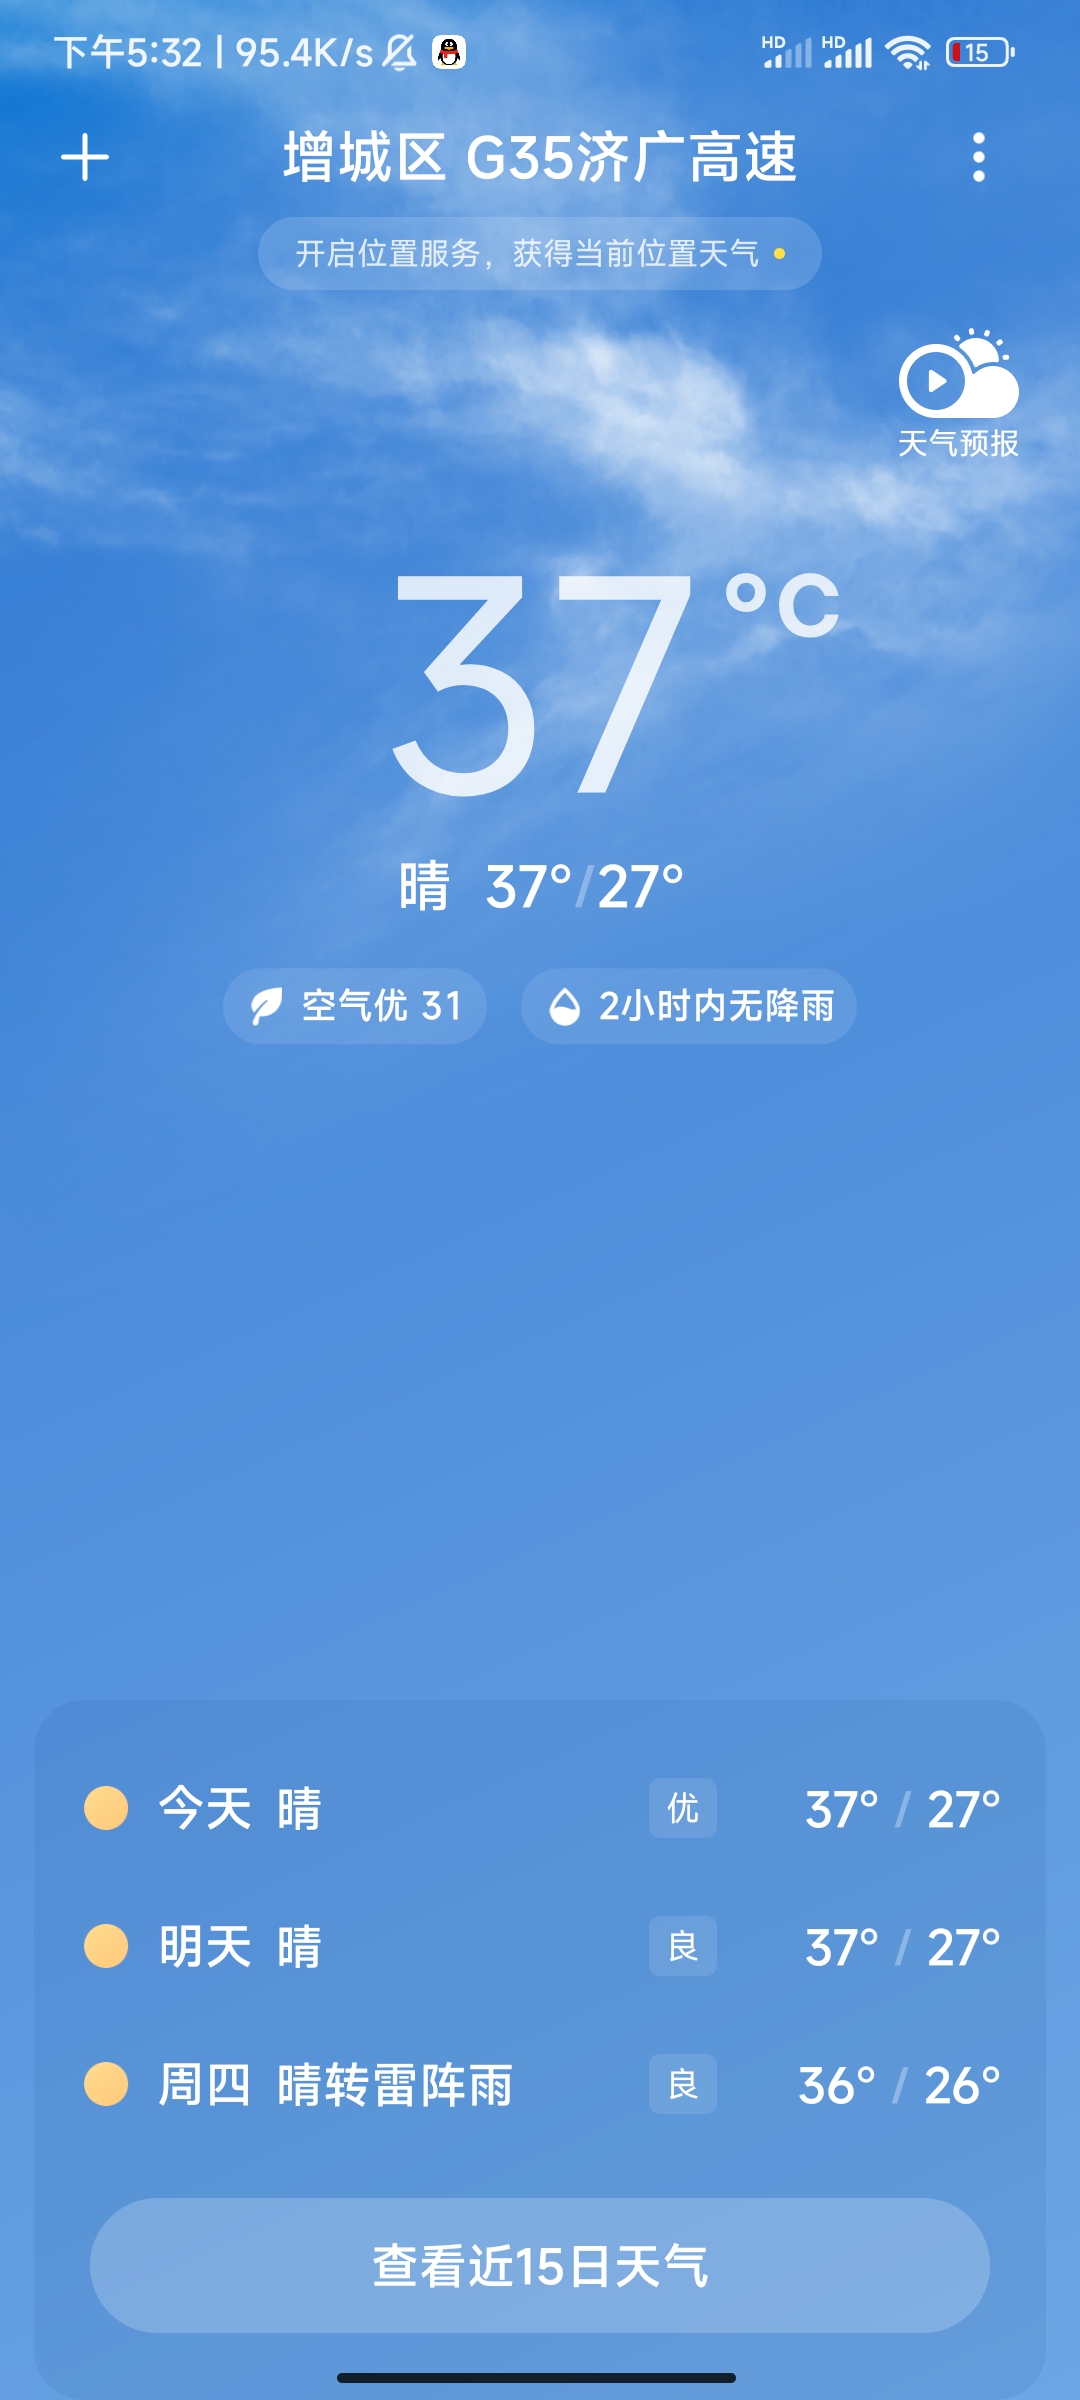 下午5:32 | 95.4K/s
HD HD 15
增城区 G35济广高速
开启位置服务，获得当前位置天气
天气预报
37°C
晴 37°/27°
空气优 31 2小时内无降雨
今天 晴 优 37° / 27°
明天 晴 良 37° / 27°
周四 晴转雷阵雨 良 36° / 26°
查看近15日天气